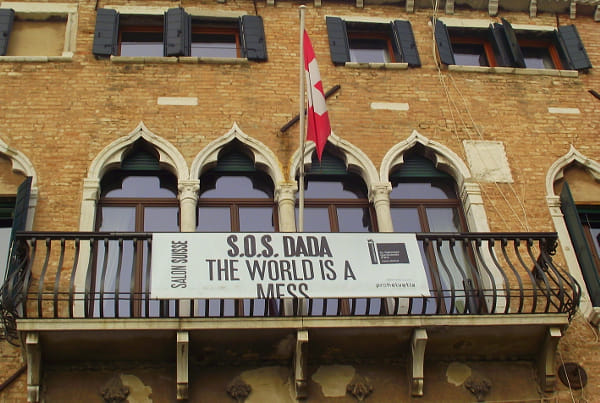 SALON SUISSE
S.O.S. DADA
THE WORLD IS A
MESS
prohelvetia